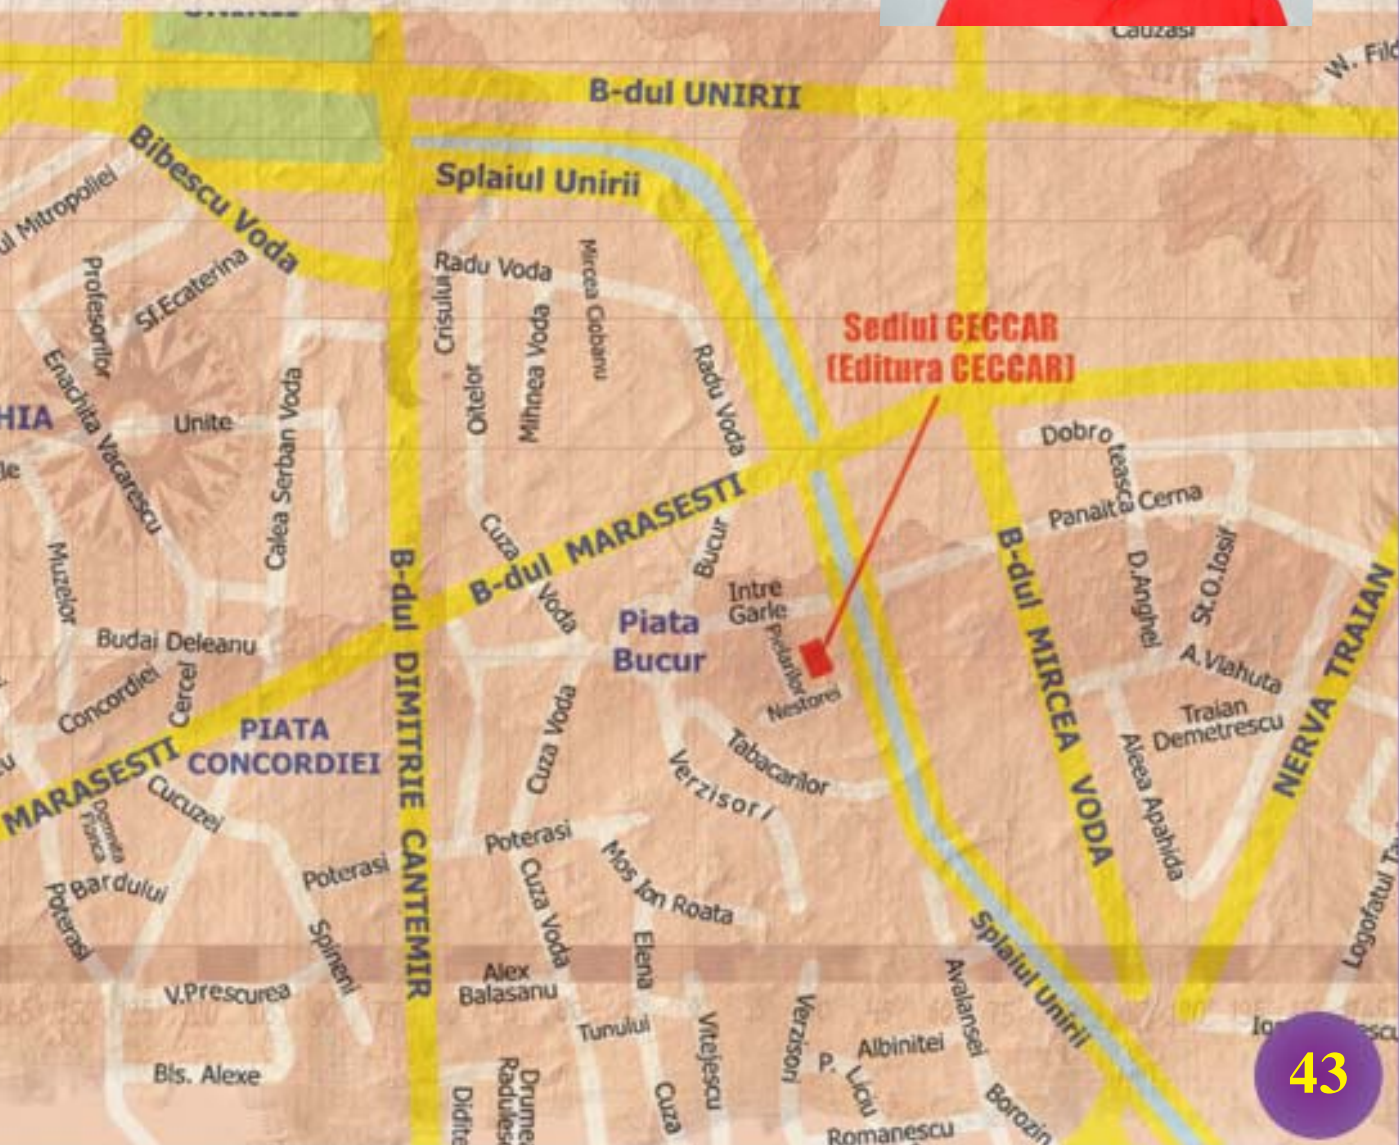 UNIRII
Cauzasi
B-dul UNIRII
Bibescu Voda
Splaiul Unirii
Mitropoliei
Radu Voda
Mircea Ciobanu
Profesorilor
Sf.Ecaterina
Crisului
Mihnea Voda
Oitelor
Radu Voda
Sediul CECCAR
(Editura CECCAR)
Enachita Vacarescu
Unite
Calea Serban Voda
HIA
Dobro
teasca
Panait Cerna
Cuza
Voda
B-dul MARASESTI
Bucur
Muzelor
B-dul DIMITRIE CANTEMIR
B-dul MIRCEA VODA
D.Anghel
St.O.Iosif
NERVA TRAIAN
Intre
Garle
Piata
Bucur
Pielarilor
Nestorei
Budai Deleanu
Concordiei
Cercel
A.Vlahuta
Traian
Demetrescu
PIATA
CONCORDIEI
MARASESTI
Cuza Voda
Tabacarilor
Verzisori
Aleea Apahida
Cucuzel
Domnita
Florica
Bardului
Poterasi
Poterasi
Poterasi
Mos Ion Roata
Cuza Voda
Spineni
Elena
Splaiul Unirii
V.Prescurea
Alex
Balasanu
Avalansei
Tunului
Vitejescu
Verzisori
P.
Liciu
Albinitei
Bls. Alexe
Cuza
Borozin
Romanescu
43